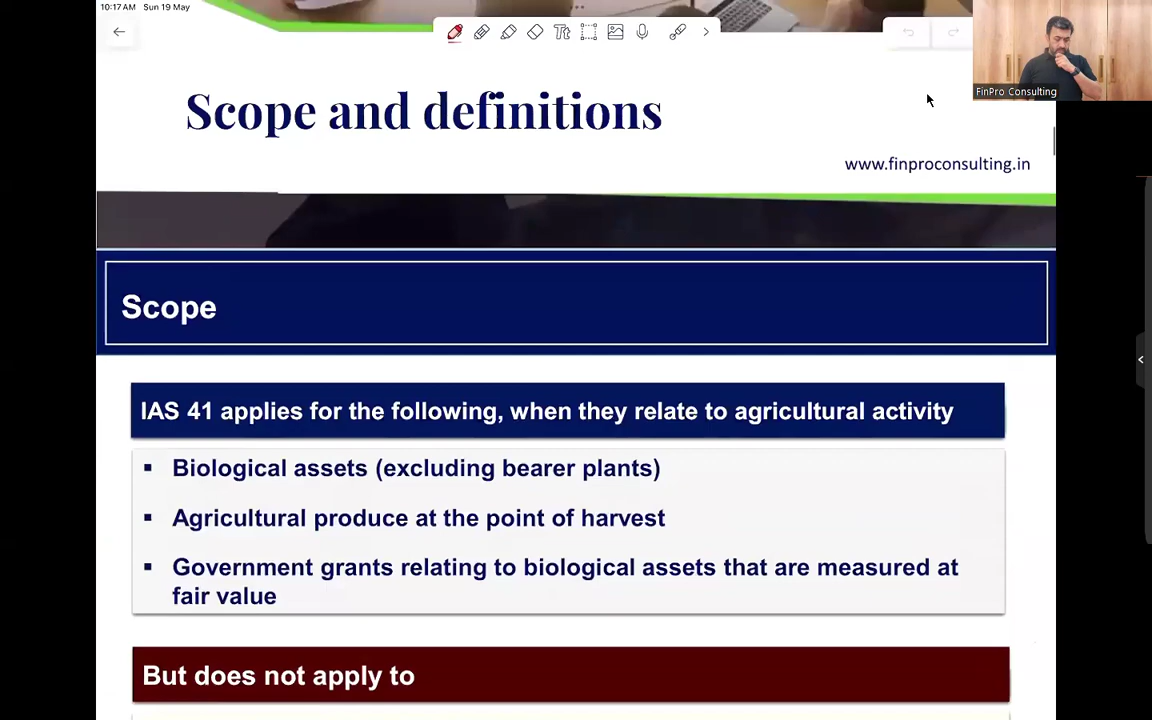 10:17 AM Sun 19 May
Tt
FinPro Consulting
Scope and definitions
www.finproconsulting.in
Scope
IAS 41 applies for the following, when they relate to agricultural activity
▪ Biological assets (excluding bearer plants)
▪ Agricultural produce at the point of harvest
▪ Government grants relating to biological assets that are measured at
fair value
But does not apply to